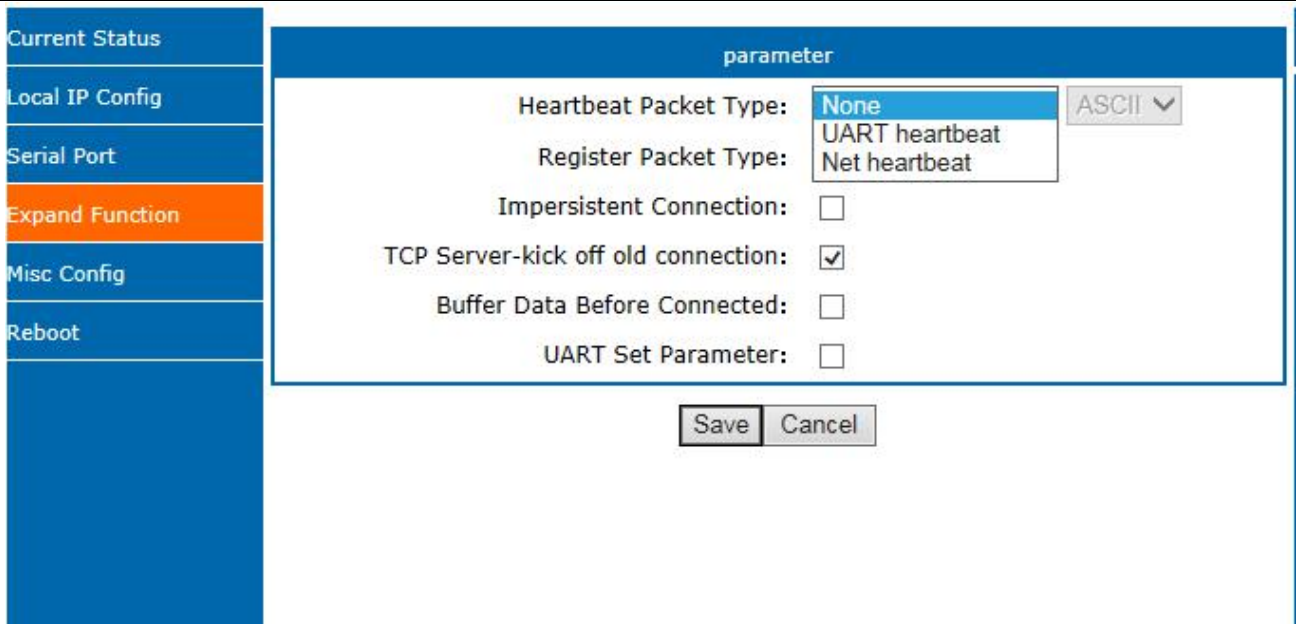 Current Status
Local IP Config
Serial Port
Expand Function
Misc Config
Reboot
parameter
Heartbeat Packet Type: None ASCII
UART heartbeat
Register Packet Type: Net heartbeat
Impersistent Connection:
TCP Server-kick off old connection:
Buffer Data Before Connected:
UART Set Parameter:
Save Cancel